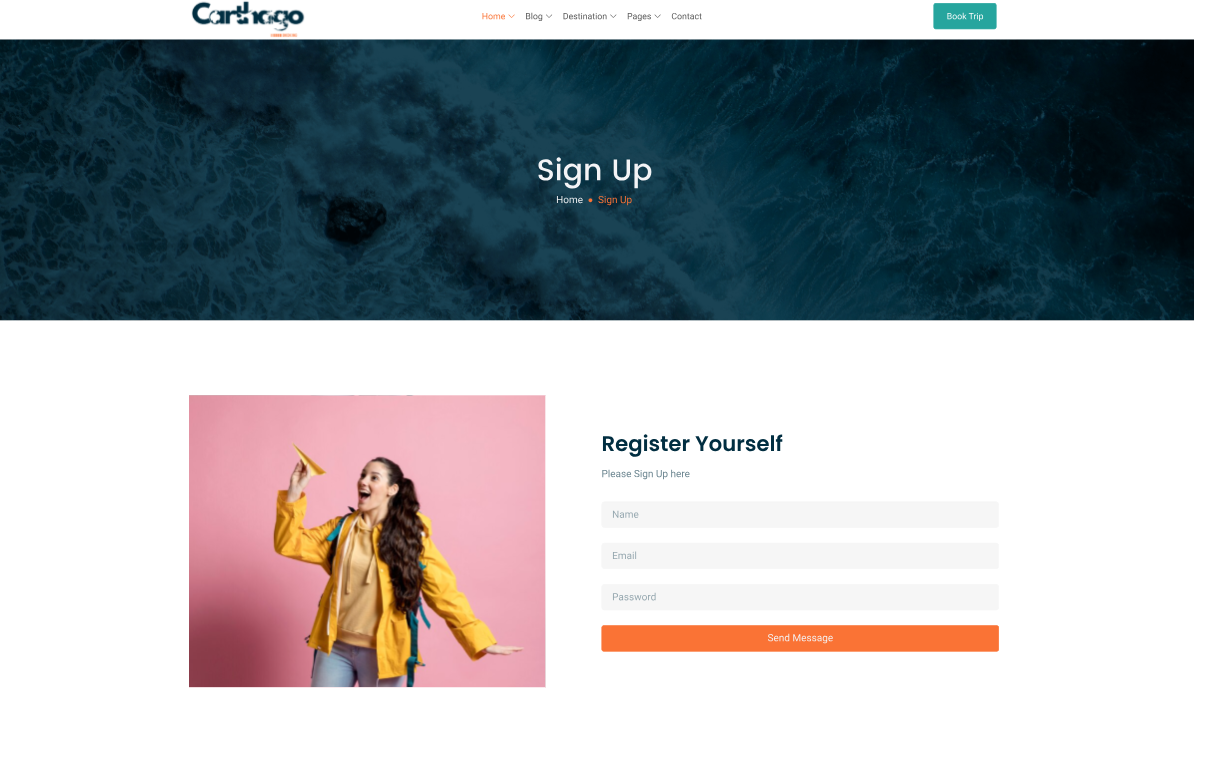 Carthago
Home Blog Destination Pages Contact
Book Trip
Sign Up
Home • Sign Up
Register Yourself
Please Sign Up here
Name
Email
Password
Send Message